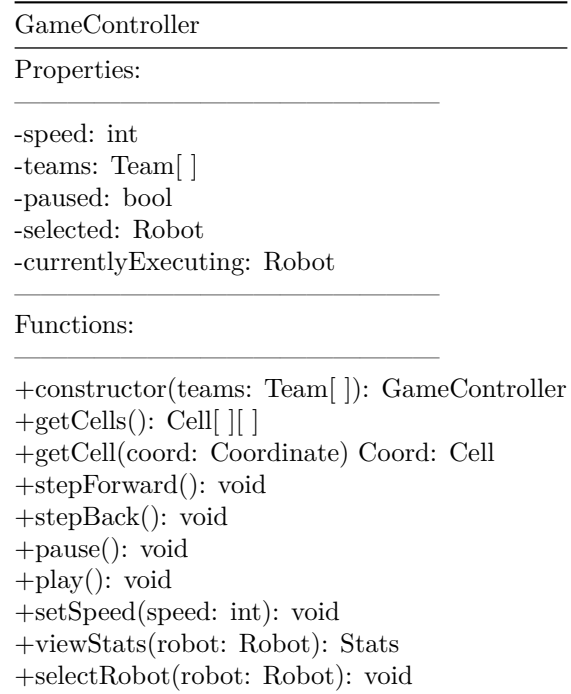 GameController
Properties:
-speed: int
-teams: Team[ ]
-paused: bool
-selected: Robot
-currentlyExecuting: Robot
Functions:
+constructor(teams: Team[ ]): GameController
+getCells(): Cell[ ][ ]
+getCell(coord: Coordinate) Coord: Cell
+stepForward(): void
+stepBack(): void
+pause(): void
+play(): void
+setSpeed(speed: int): void
+viewStats(robot: Robot): Stats
+selectRobot(robot: Robot): void